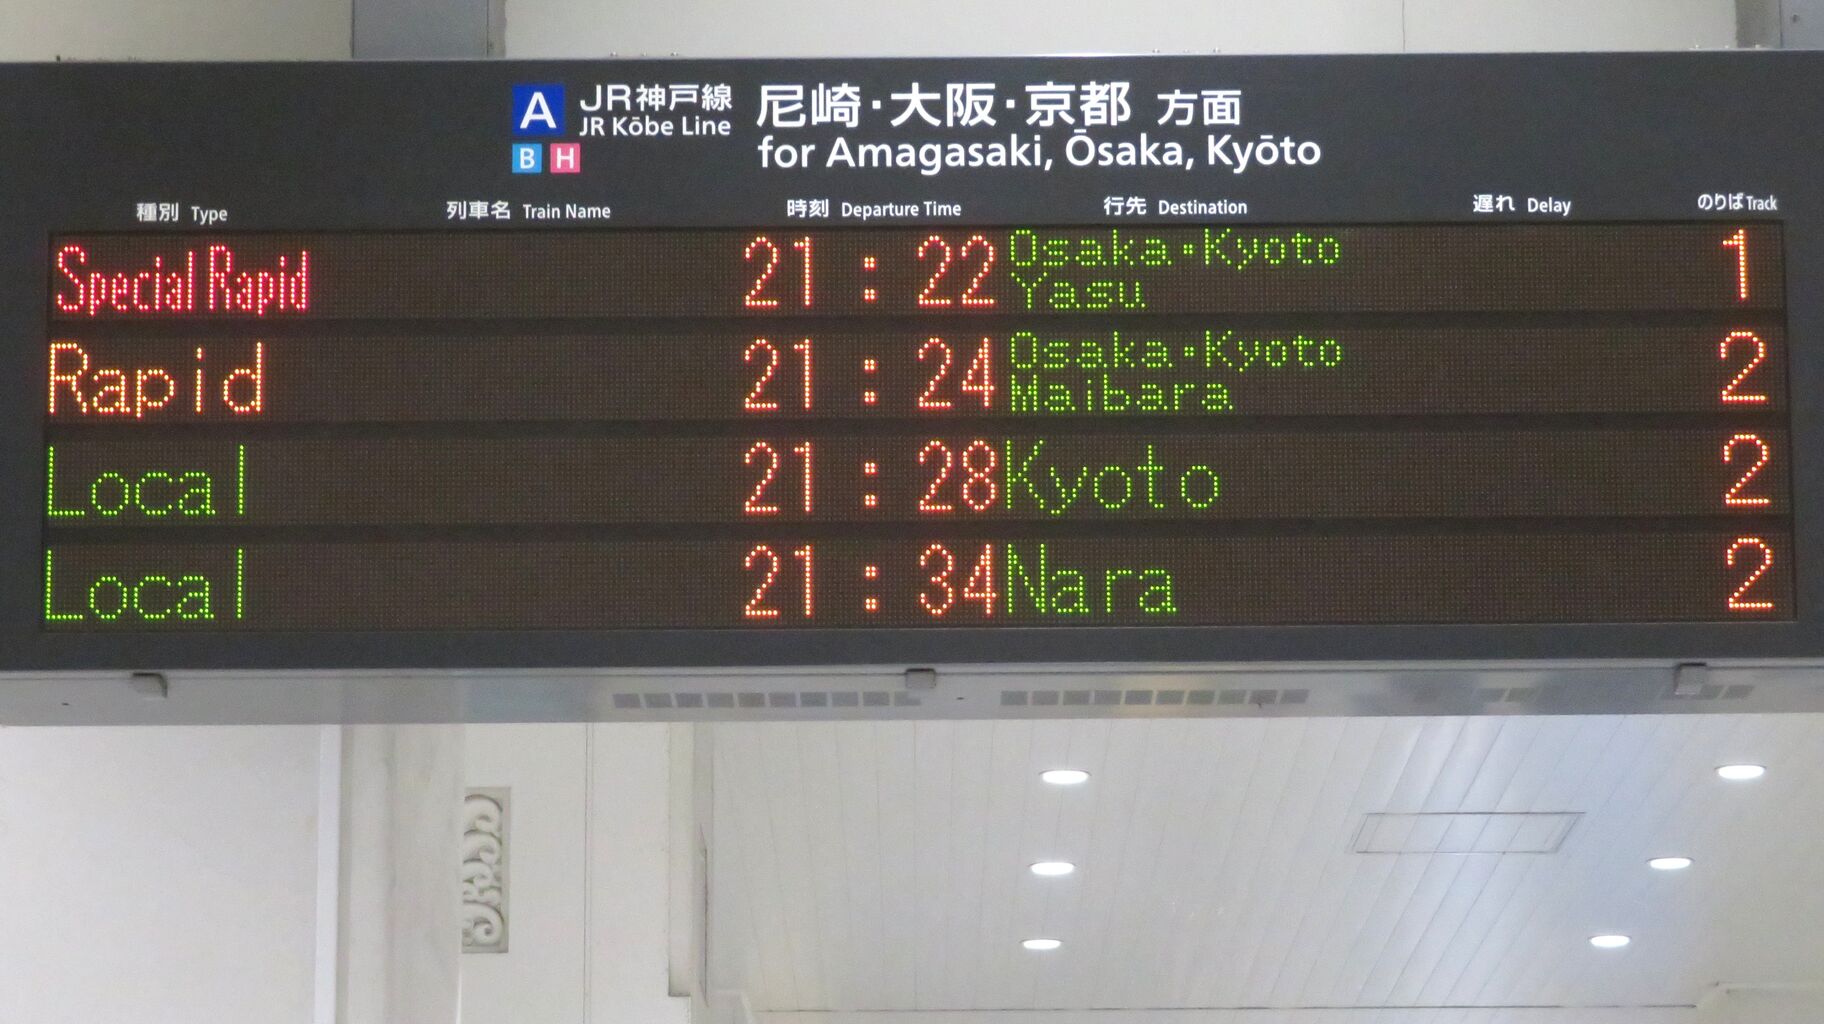 A JR神戸線 尼崎・大阪・京都 方面
JR Kōbe Line
B H for Amagasaki, Ōsaka, Kyōto
種別 Type 列車名 Train Name 時刻 Departure Time 行先 Destination 遅れ Delay のりば Track
Special Rapid 21:22 Osaka・Kyoto Yasu 1
Rapid 21:24 Osaka・Kyoto Maibara 2
Local 21:28 Kyoto 2
Local 21:34 Nara 2